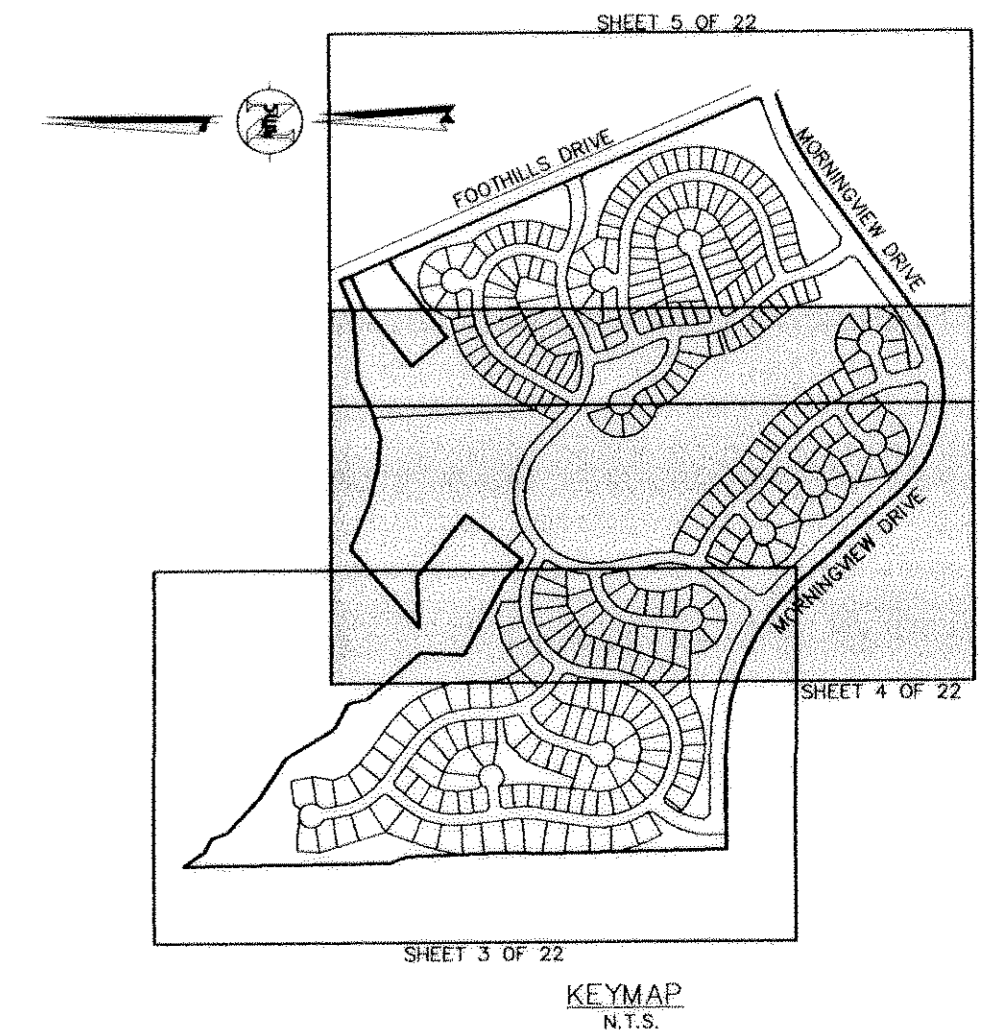 SHEET 5 OF 22
FOOTHILLS DRIVE
MORNINGVIEW DRIVE
MORNINGVIEW DRIVE
SHEET 4 OF 22
SHEET 3 OF 22
KEYMAP
N.T.S.